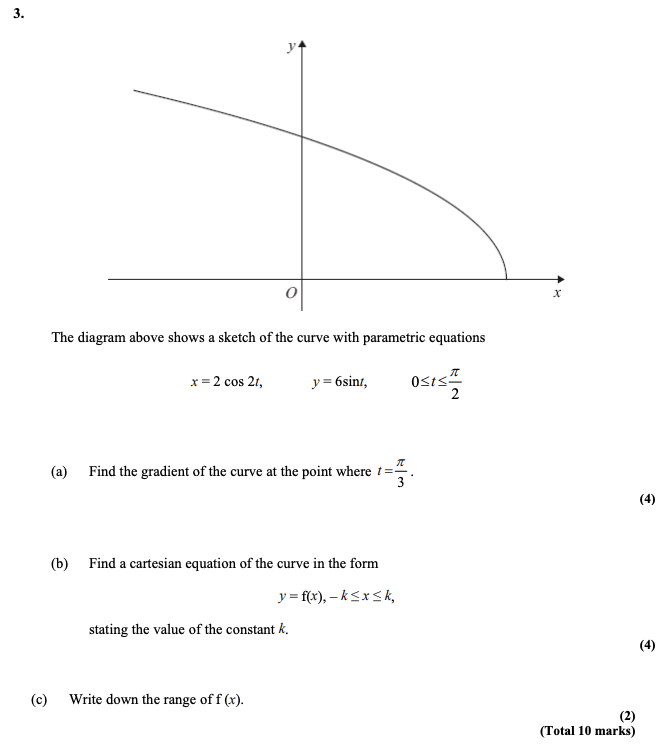 3.
y
O
x
The diagram above shows a sketch of the curve with parametric equations
x = 2 cos 2t, y = 6sint, 0≤t≤π/2
(a) Find the gradient of the curve at the point where t=π/3.
(4)
(b) Find a cartesian equation of the curve in the form
y = f(x), – k ≤ x ≤ k,
stating the value of the constant k.
(4)
(c) Write down the range of f (x).
(2)
(Total 10 marks)